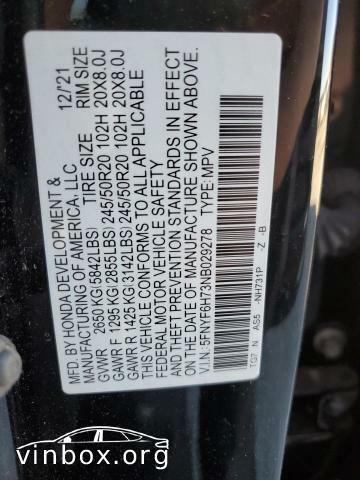 MFD. BY HONDA DEVELOPMENT & 12/21
MANUFACTURING OF AMERICA, LLC
TIRE SIZE RIM SIZE
GVWR 2650 KG(5842LBS)
GAWR F 1295 KG(2855LBS) 245/50R20 102H 20X8.0J
GAWR R 1425 KG(3142LBS) 245/50R20 102H 20X8.0J
THIS VEHICLE CONFORMS TO ALL APPLICABLE
FEDERAL MOTOR VEHICLE SAFETY
AND THEFT PREVENTION STANDARDS IN EFFECT
ON THE DATE OF MANUFACTURE SHOWN ABOVE.
V.I.N.: 5FNYF6H73NB029278 TYPE: MPV
TG7 N AS5 -NH731P -Z -B
vinbox.org